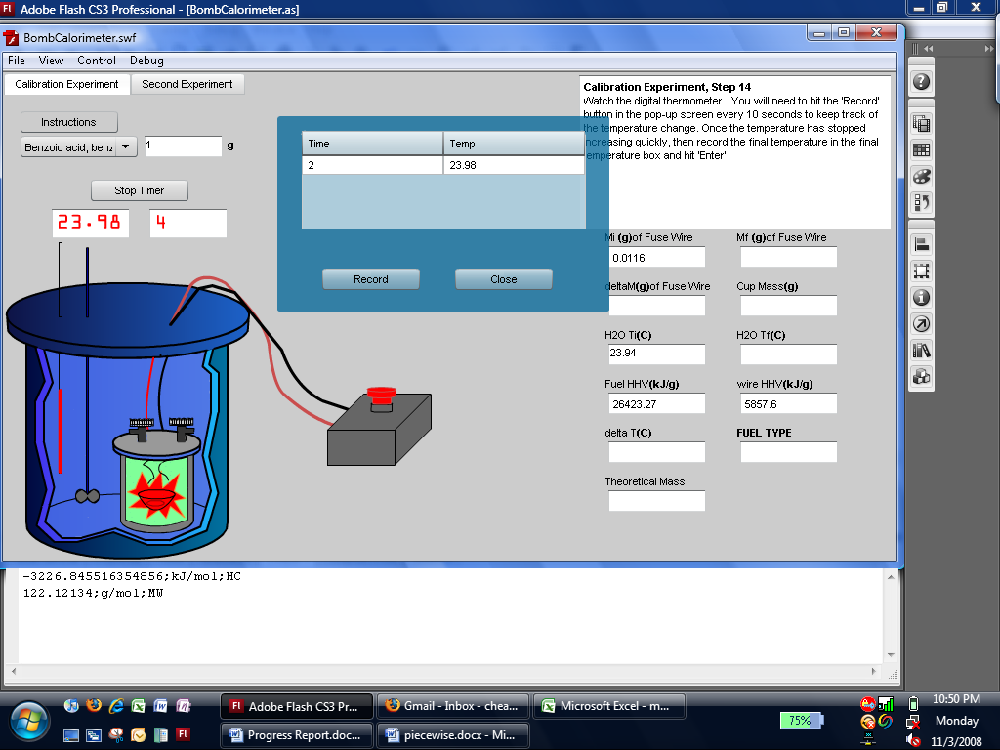 Adobe Flash CS3 Professional - [BombCalorimeter.as]
BombCalorimeter.swf
File View Control Debug
Calibration Experiment Second Experiment
Instructions
Benzoic acid, benz 1 g
Stop Timer
23.98 4
Time Temp
2 23.98
Record Close
Calibration Experiment, Step 14
Watch the digital thermometer. You will need to hit the 'Record'
button in the pop-up screen every 10 seconds to keep track of
the temperature change. Once the temperature has stopped
increasing quickly, then record the final temperature in the final
temperature box and hit 'Enter'
Mi (g)of Fuse Wire Mf (g)of Fuse Wire
0.0116
deltaM(g)of Fuse Wire Cup Mass(g)
H2O Ti(C) H2O Tf(C)
23.94
Fuel HHV(kJ/g) wire HHV(kJ/g)
26423.27 5857.6
delta T(C) FUEL TYPE
Theoretical Mass
-3226.845516354856;kJ/mol;HC
122.12134;g/mol;MW
Fl Adobe Flash CS3 Pr... Gmail - Inbox - chea... Microsoft Excel - m...
Progress Report.doc... piecewise.docx - Mi...
75%
10:50 PM
Monday
11/3/2008